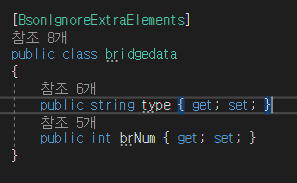 [BsonIgnoreExtraElements]
참조 8개
public class bridgedata
{
참조 6개
public string type { get; set; }
참조 5개
public int brNum { get; set; }
}